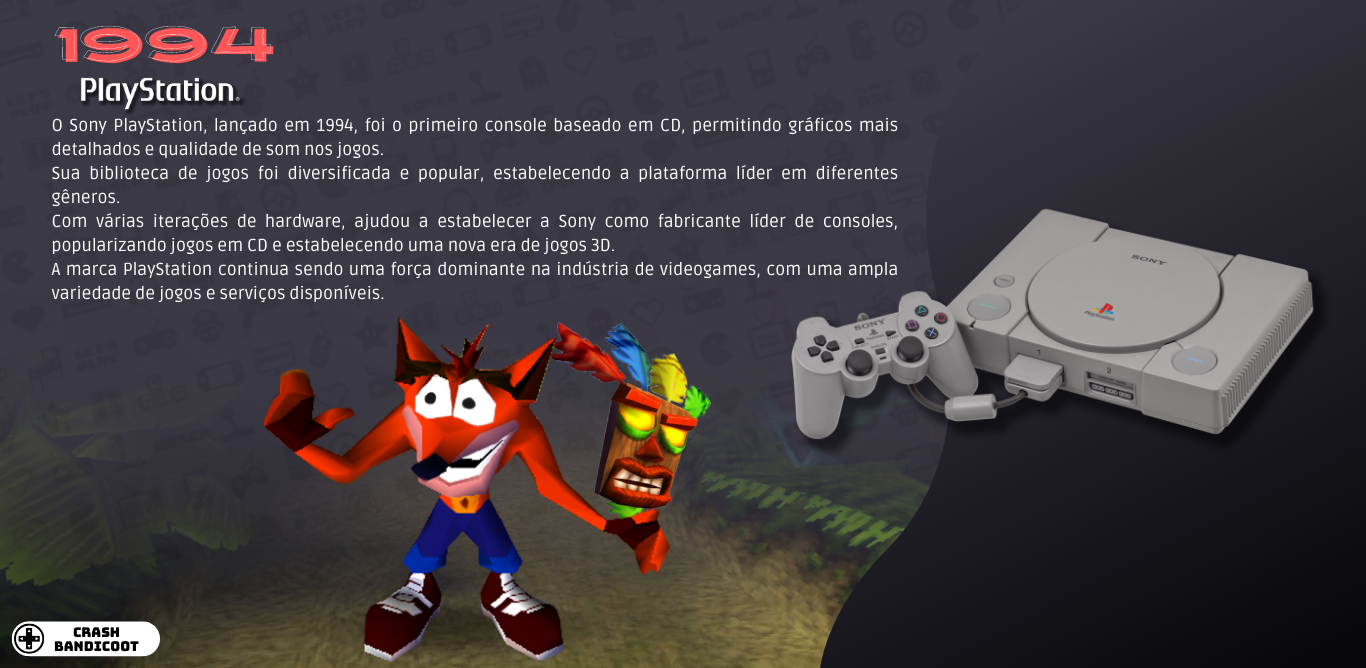 1994
PlayStation®
O Sony PlayStation, lançado em 1994, foi o primeiro console baseado em CD, permitindo gráficos mais
detalhados e qualidade de som nos jogos.
Sua biblioteca de jogos foi diversificada e popular, estabelecendo a plataforma líder em diferentes
gêneros.
Com várias iterações de hardware, ajudou a estabelecer a Sony como fabricante líder de consoles,
popularizando jogos em CD e estabelecendo uma nova era de jogos 3D.
A marca PlayStation continua sendo uma força dominante na indústria de videogames, com uma ampla
variedade de jogos e serviços disponíveis.
SONY
PlayStation
SONY
1
2
CRASH
BANDICOOT